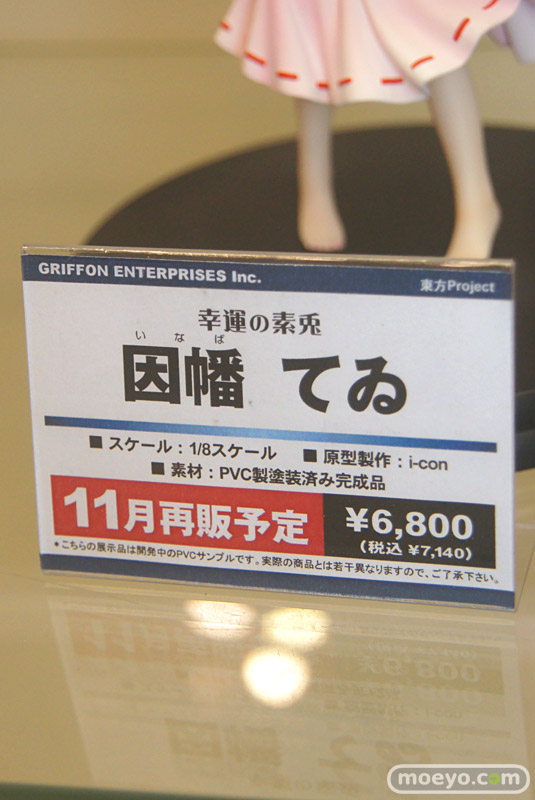 GRIFFON ENTERPRISES Inc.
東方Project
幸運の素兎
いなば
因幡 てゐ
■ スケール：1/8スケール ■ 原型製作：i-con
■ 素材：PVC製塗装済み完成品
11月再販予定
¥6,800
(税込 ¥7,140)
*こちらの展示品は開発中のPVCサンプルです。実際の商品とは若干異なりますので、ご了承下さい。
moeyo.com